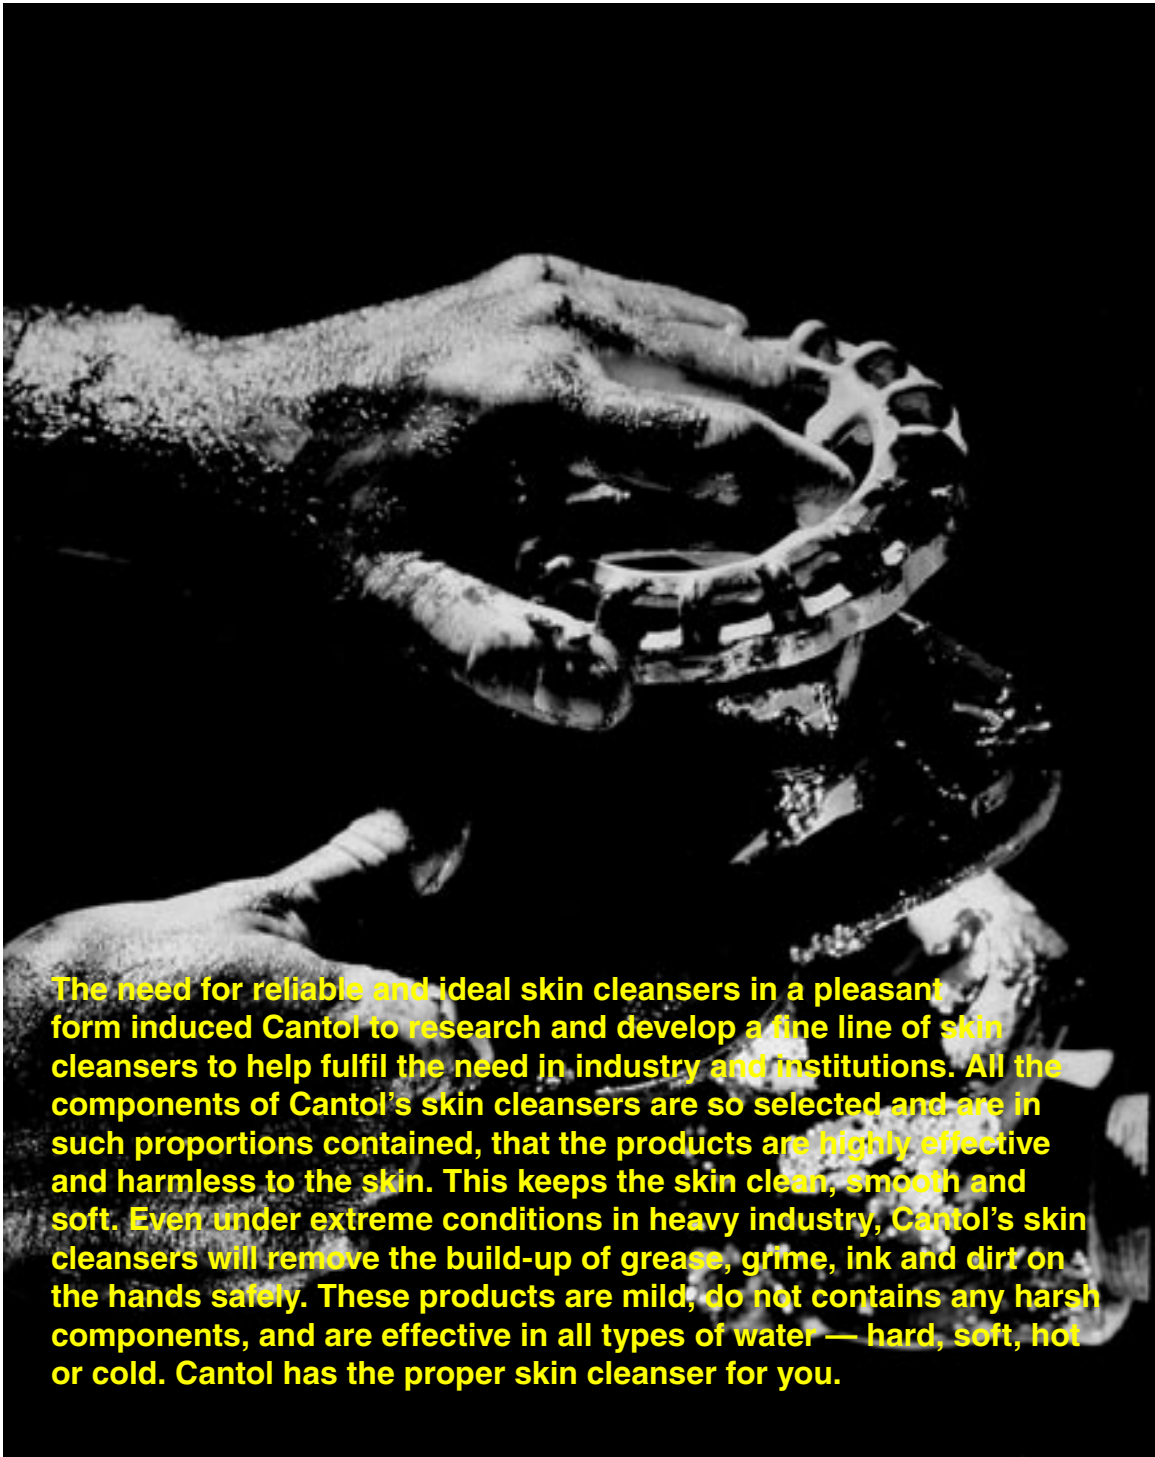 The need for reliable and ideal skin cleansers in a pleasant
form induced Cantol to research and develop a fine line of skin
cleansers to help fulfil the need in industry and institutions. All the
components of Cantol’s skin cleansers are so selected and are in
such proportions contained, that the products are highly effective
and harmless to the skin. This keeps the skin clean, smooth and
soft. Even under extreme conditions in heavy industry, Cantol’s skin
cleansers will remove the build-up of grease, grime, ink and dirt on
the hands safely. These products are mild, do not contains any harsh
components, and are effective in all types of water — hard, soft, hot
or cold. Cantol has the proper skin cleanser for you.